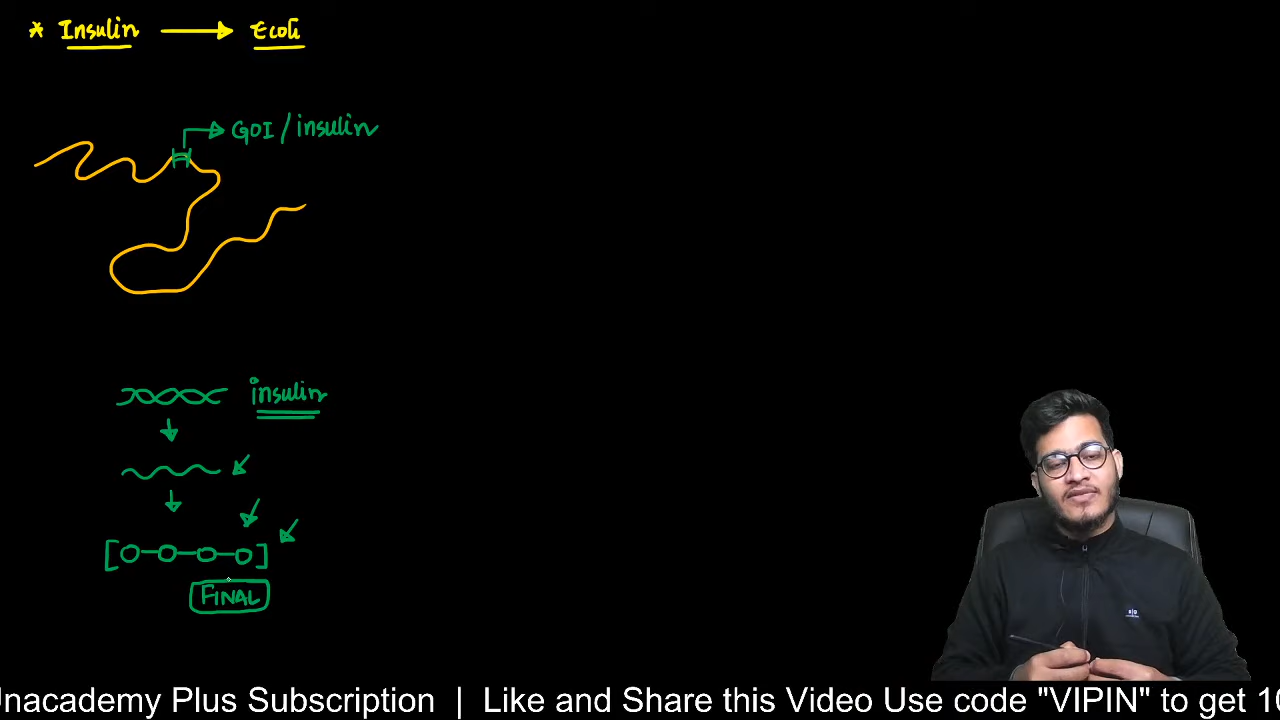 * Insulin → Ecoli
GOI / insulin
insulin
FINAL
Unacademy Plus Subscription | Like and Share this Video Use code "VIPIN" to get 10